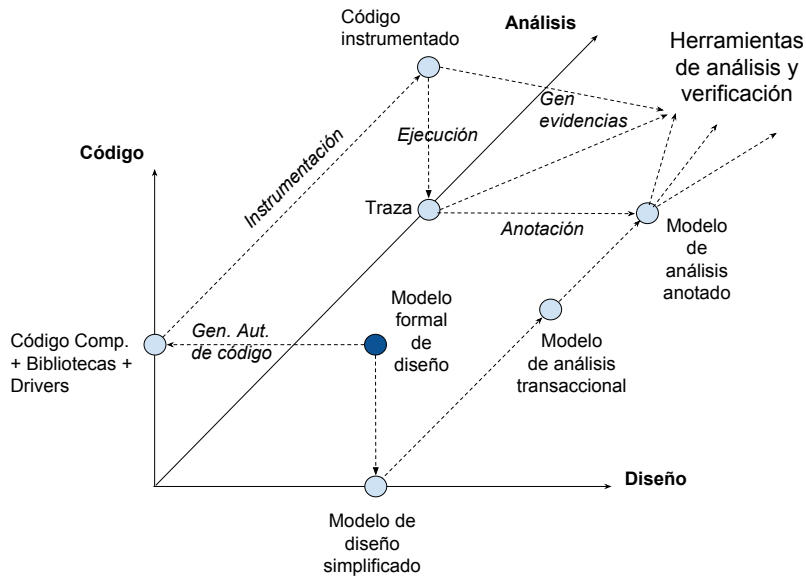 Código
instrumentado
Análisis
Herramientas
de análisis y
verificación
Gen
evidencias
Ejecución
Instrumentación
Código
Traza
Anotación
Modelo
de
análisis
anotado
Modelo
formal
de
diseño
Gen. Aut.
de código
Código Comp.
+ Bibliotecas +
Drivers
Modelo
de análisis
transaccional
Diseño
Modelo de
diseño
simplificado